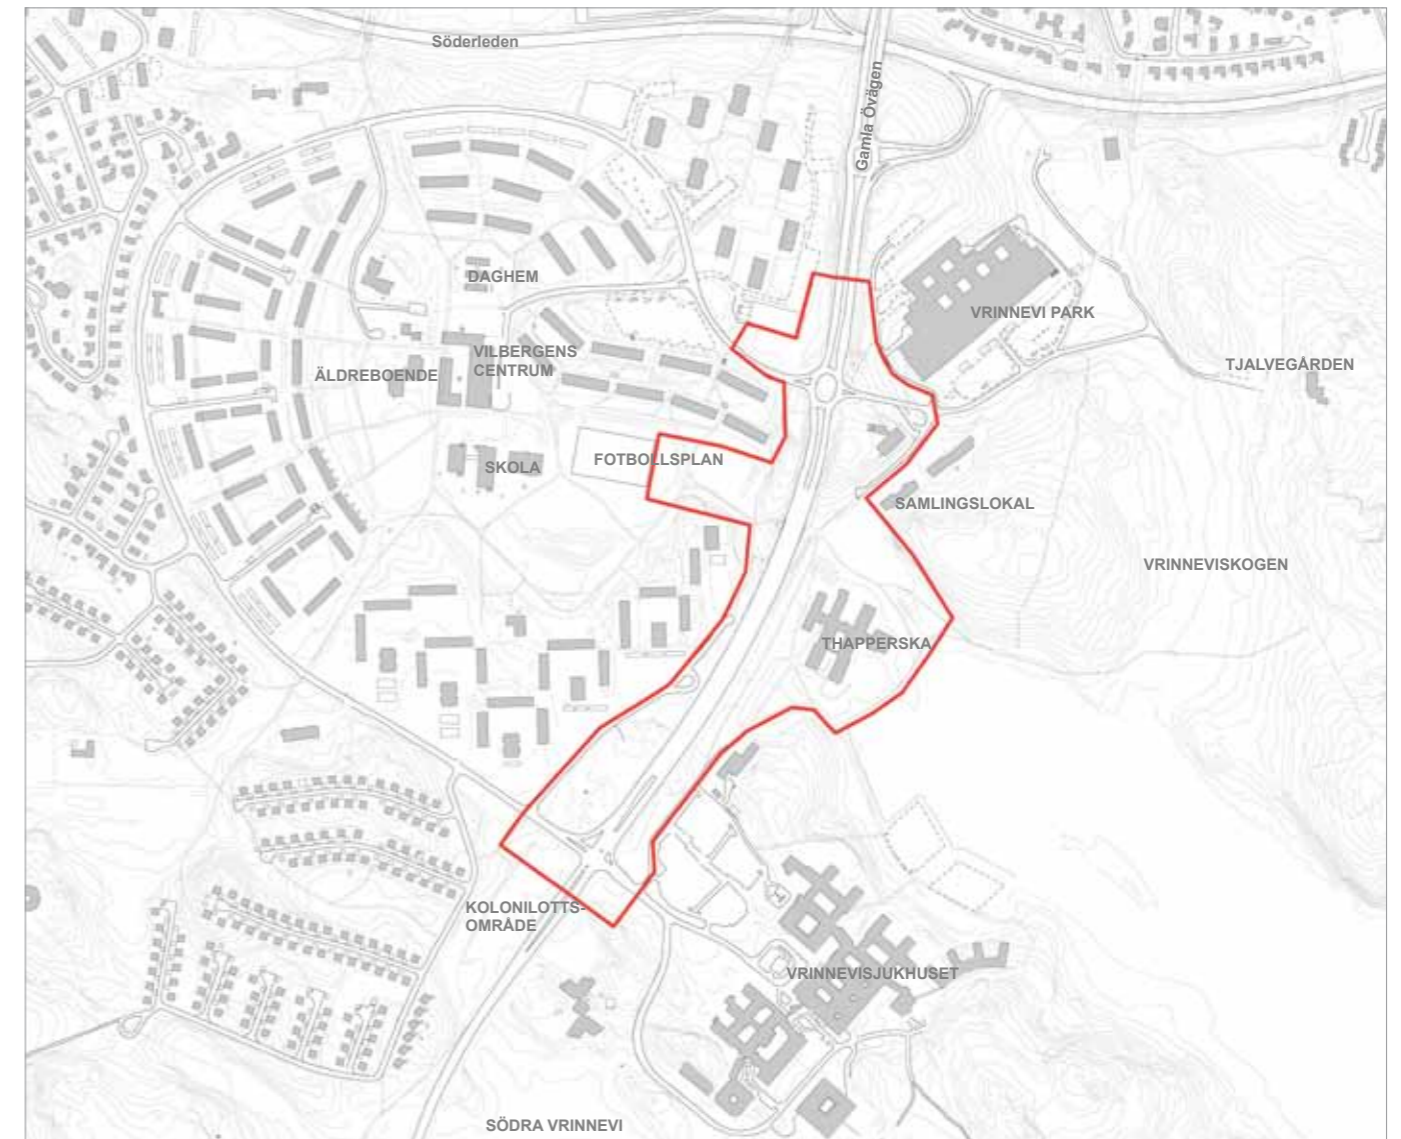 Söderleden
Gamla Övägen
DAGHEM
VRINNEVI PARK
VILBERGENS
CENTRUM
ÄLDREBOENDE
TJALVEGÅRDEN
FOTBOLLSPLAN
SKOLA
SAMLINGSLOKAL
VRINNEVISKOGEN
THAPPERSKA
KOLONILOTTS-
OMRÅDE
VRINNEVISJUKHUSET
SÖDRA VRINNEVI